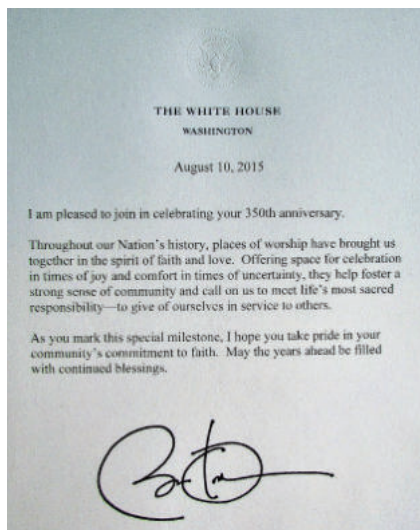 THE WHITE HOUSE
WASHINGTON
August 10, 2015
I am pleased to join in celebrating your 350th anniversary.
Throughout our Nation's history, places of worship have brought us
together in the spirit of faith and love. Offering space for celebration
in times of joy and comfort in times of uncertainty, they help foster a
strong sense of community and call on us to meet life's most sacred
responsibility—to give of ourselves in service to others.
As you mark this special milestone, I hope you take pride in your
community's commitment to faith. May the years ahead be filled
with continued blessings.